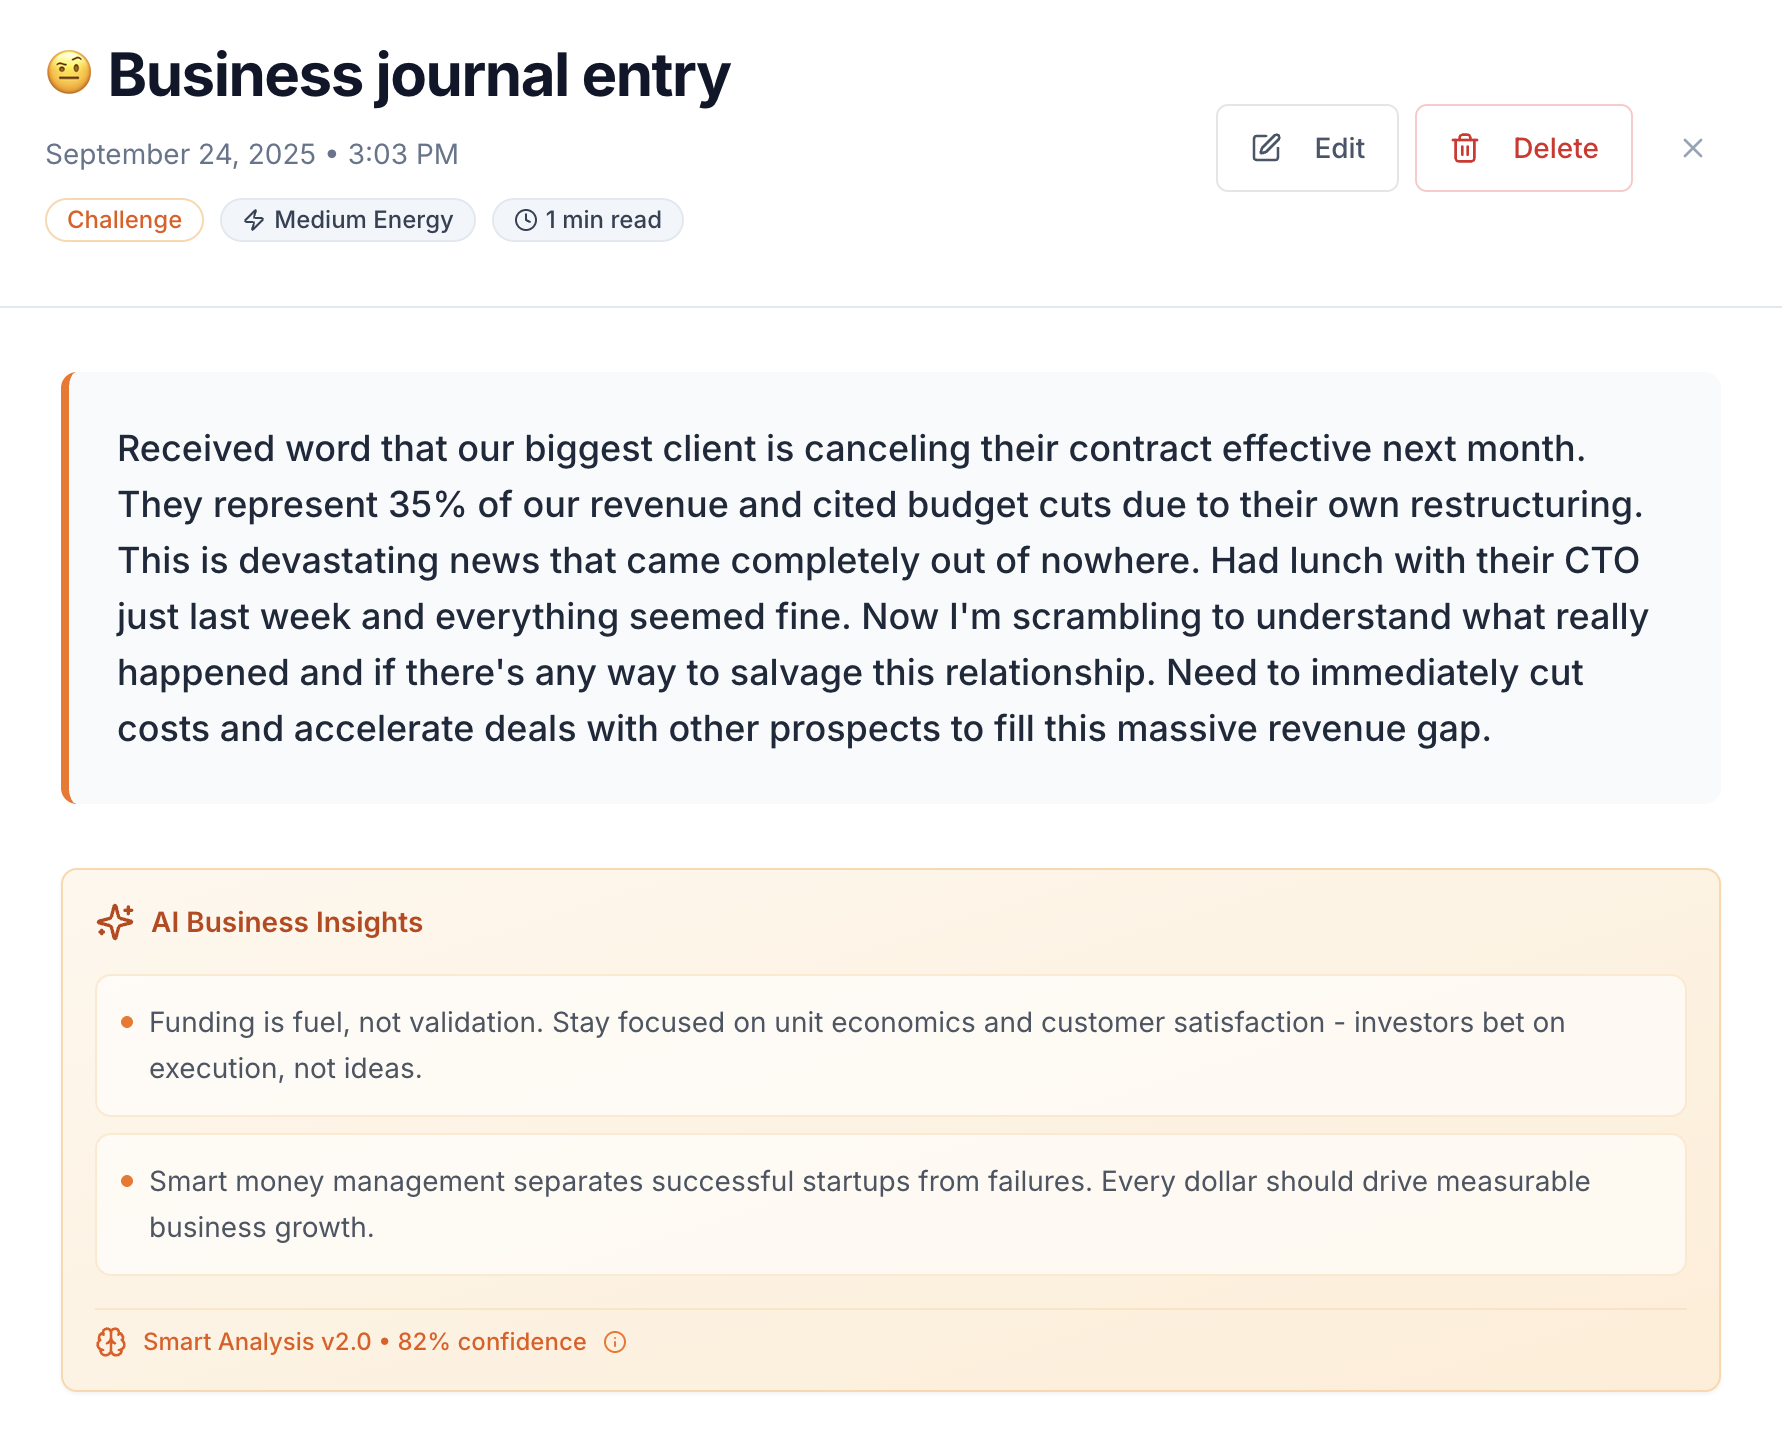 🤨 Business journal entry
September 24, 2025 • 3:03 PM
Edit
Delete
Challenge
Medium Energy
1 min read
Received word that our biggest client is canceling their contract effective next month.
They represent 35% of our revenue and cited budget cuts due to their own restructuring.
This is devastating news that came completely out of nowhere. Had lunch with their CTO
just last week and everything seemed fine. Now I'm scrambling to understand what really
happened and if there's any way to salvage this relationship. Need to immediately cut
costs and accelerate deals with other prospects to fill this massive revenue gap.
AI Business Insights
• Funding is fuel, not validation. Stay focused on unit economics and customer satisfaction - investors bet on
execution, not ideas.
• Smart money management separates successful startups from failures. Every dollar should drive measurable
business growth.
Smart Analysis v2.0 • 82% confidence